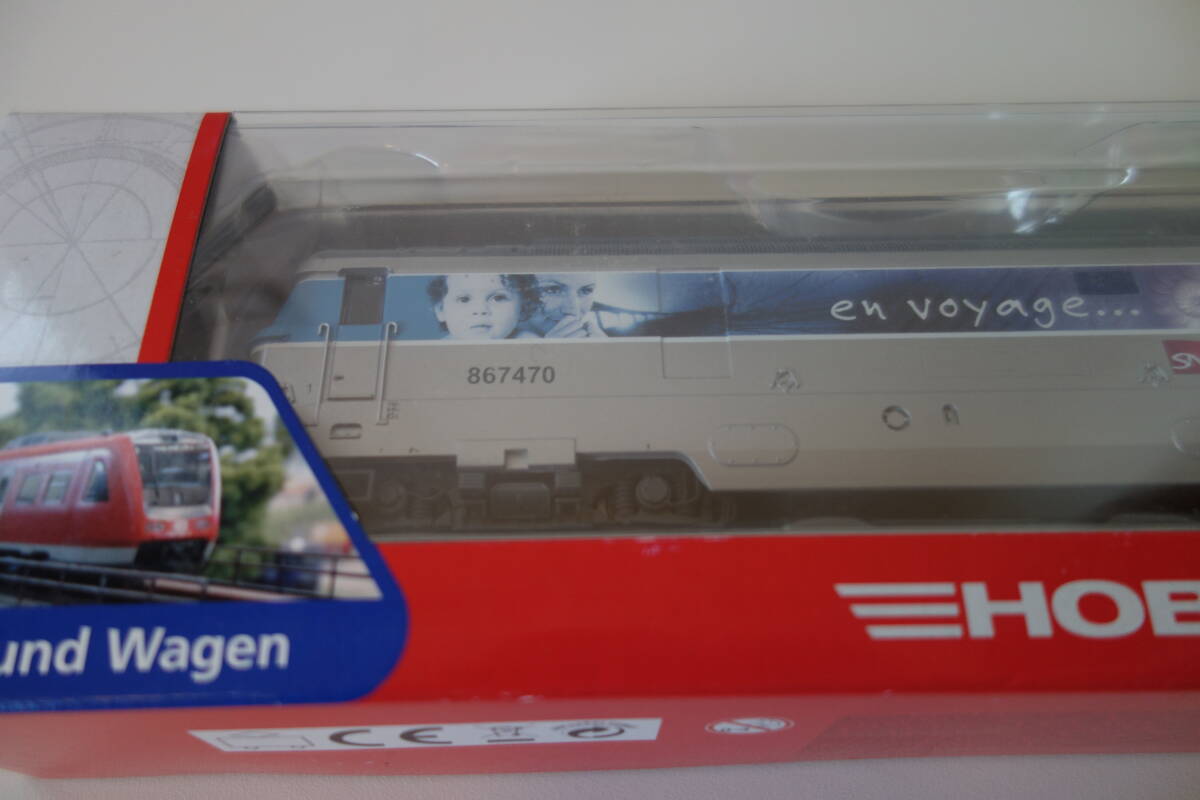 en voyage...
867470
HOB
und Wagen
CE